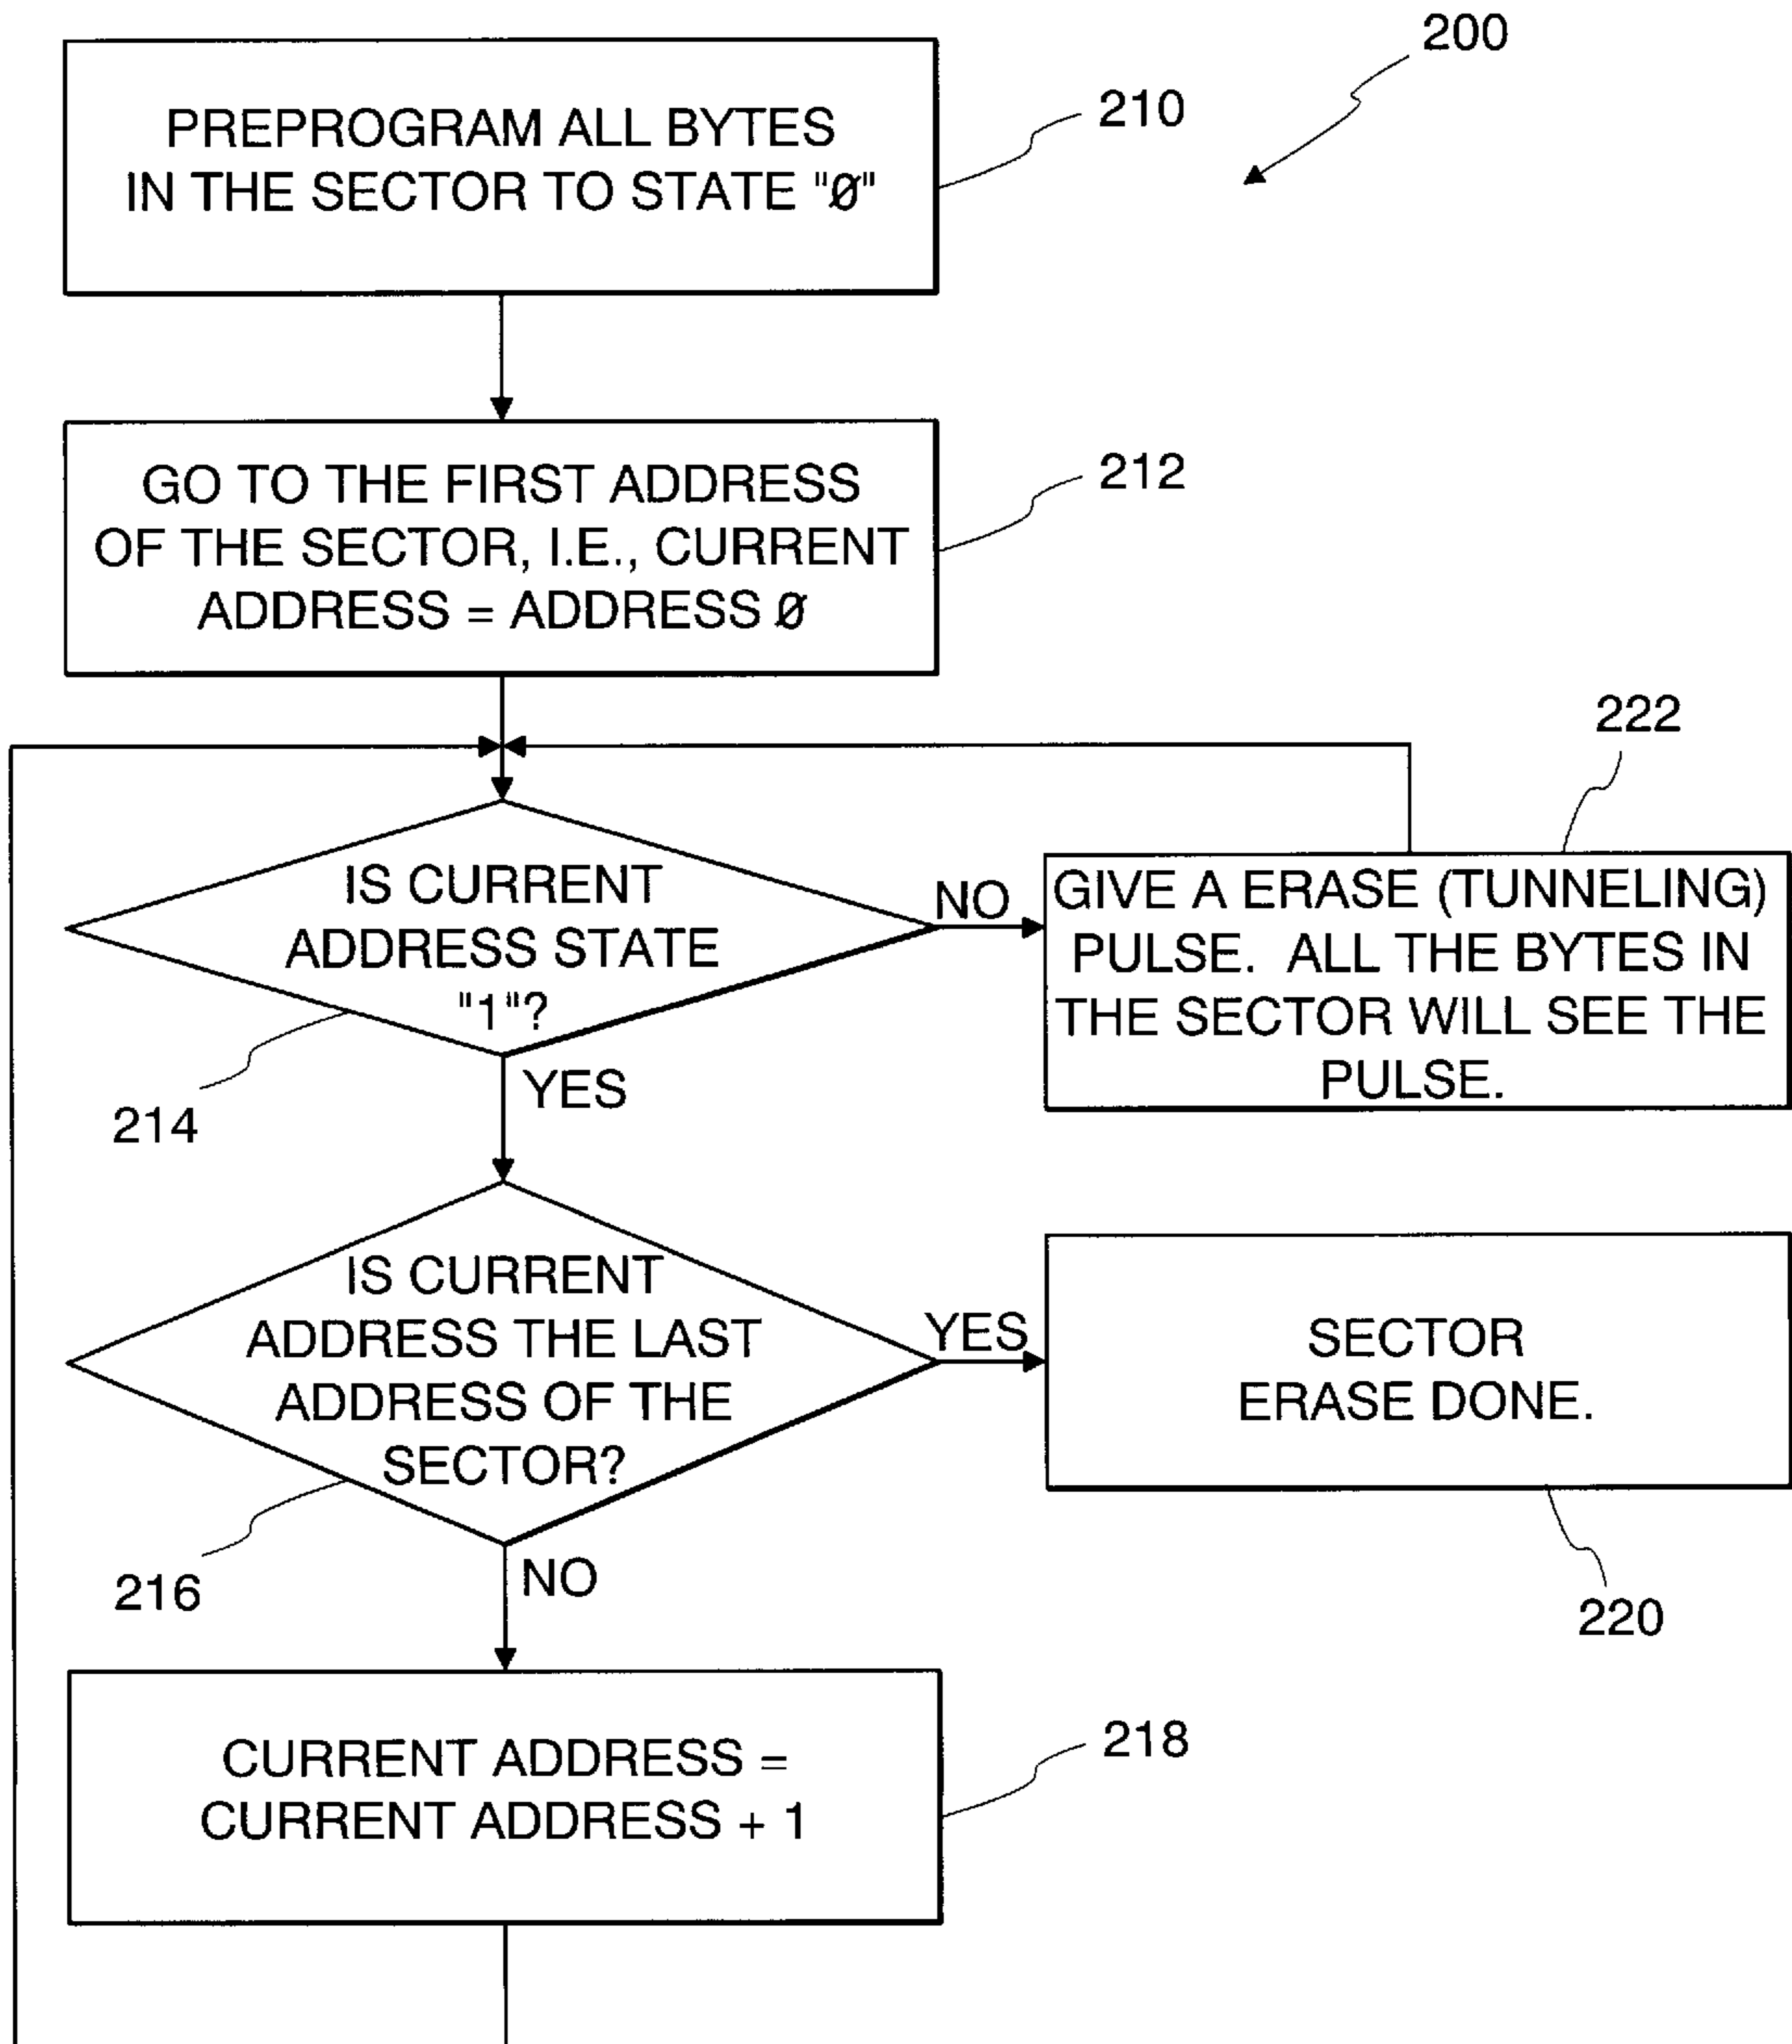 200
PREPROGRAM ALL BYTES
IN THE SECTOR TO STATE "Ø"
210
GO TO THE FIRST ADDRESS
OF THE SECTOR, I.E., CURRENT
ADDRESS = ADDRESS Ø
212
222
IS CURRENT
ADDRESS STATE
"1"?
NO
GIVE A ERASE (TUNNELING)
PULSE. ALL THE BYTES IN
THE SECTOR WILL SEE THE
PULSE.
214
YES
IS CURRENT
ADDRESS THE LAST
ADDRESS OF THE
SECTOR?
YES
SECTOR
ERASE DONE.
216
NO
220
CURRENT ADDRESS =
CURRENT ADDRESS + 1
218